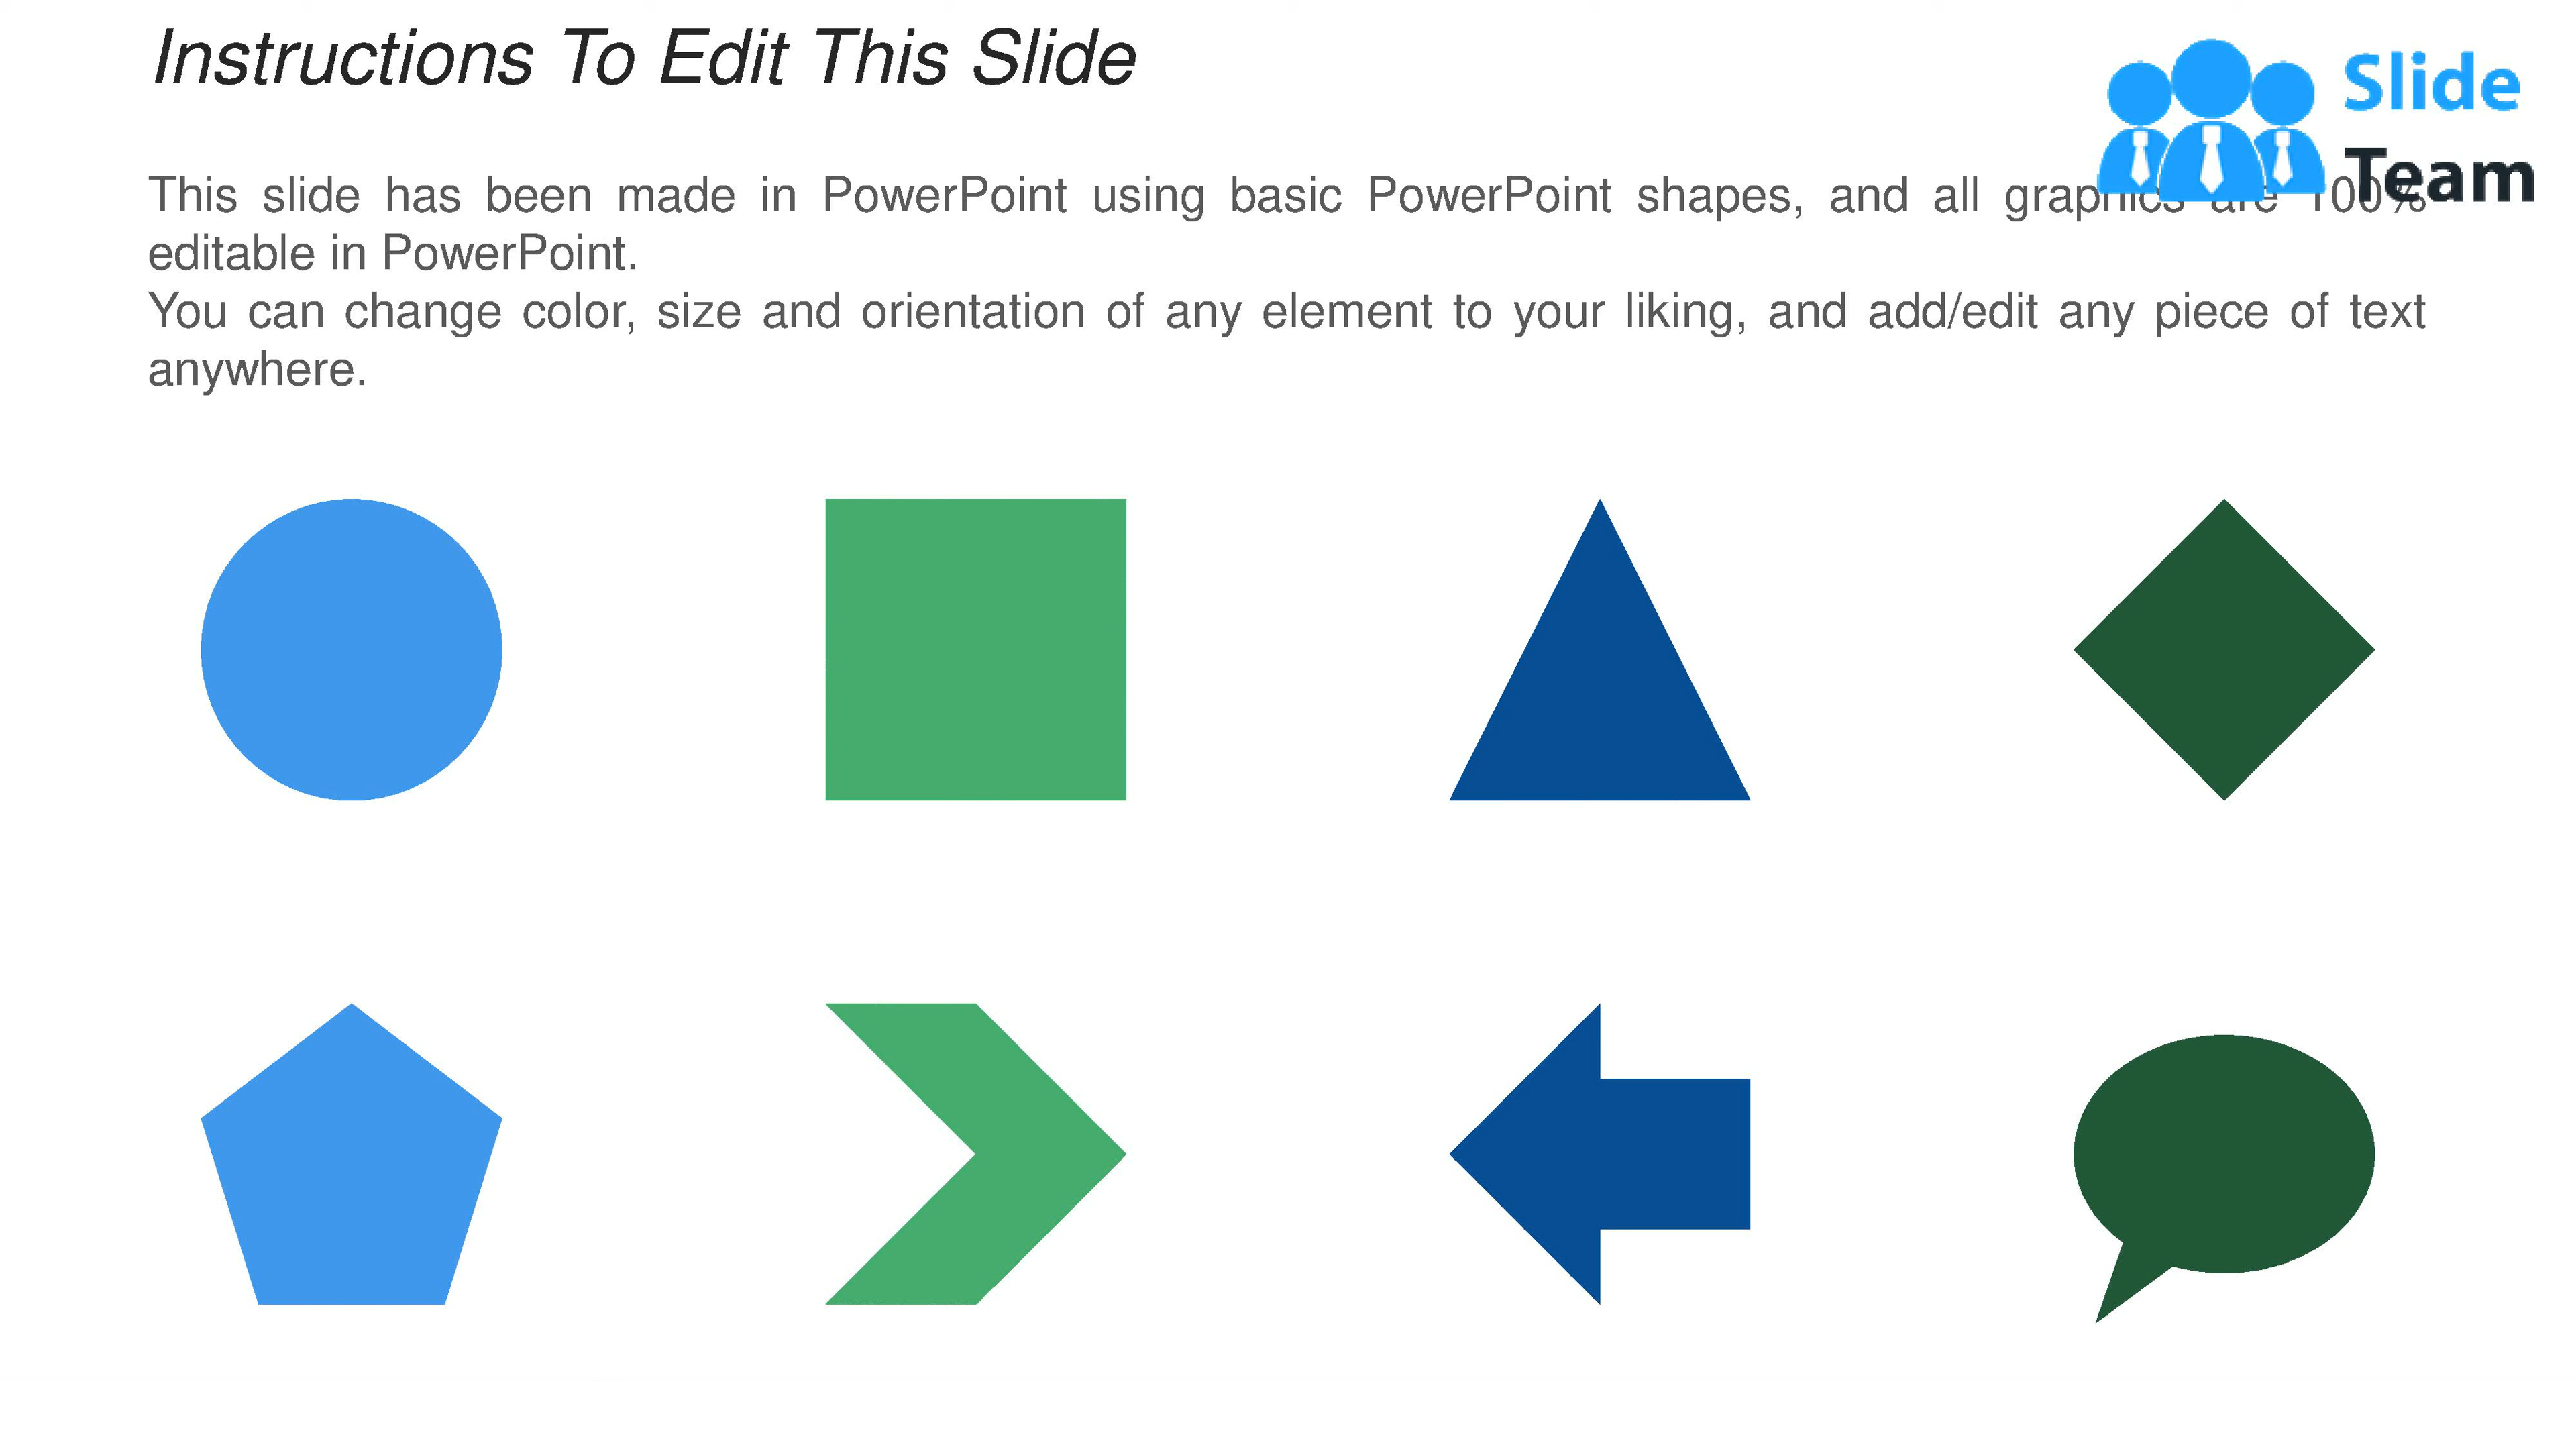 Instructions To Edit This Slide
Slide
Team
This slide has been made in PowerPoint using basic PowerPoint shapes, and all graphics are 100%
editable in PowerPoint.
You can change color, size and orientation of any element to your liking, and add/edit any piece of text
anywhere.